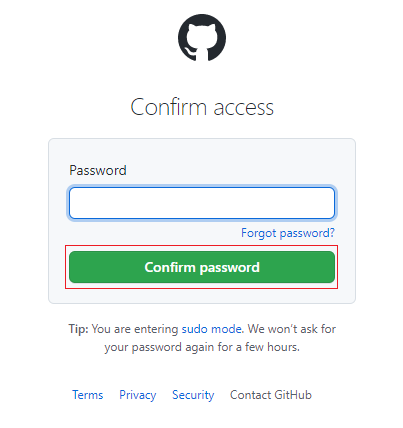 Confirm access
Password
Forgot password?
Confirm password
Tip: You are entering sudo mode. We won't ask for
your password again for a few hours.
Terms Privacy Security Contact GitHub